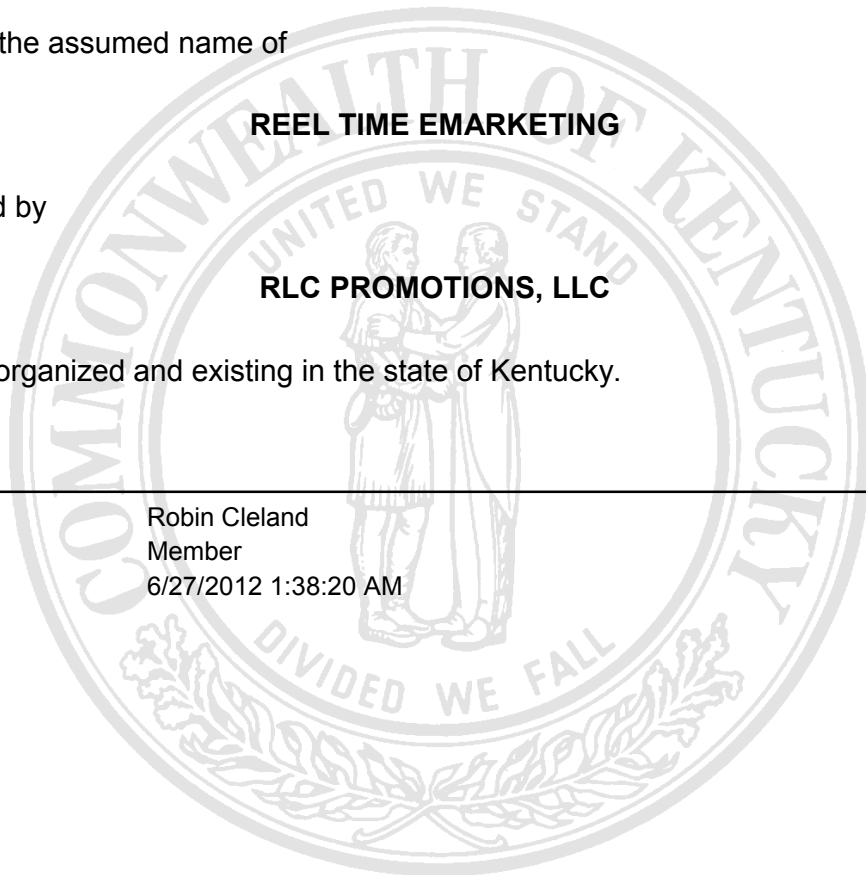 the assumed name of
REEL TIME EMARKETING
d by
RLC PROMOTIONS, LLC
organized and existing in the state of Kentucky.
Robin Cleland
Member
6/27/2012 1:38:20 AM
COMMONWEALTH OF KENTUCKY
UNITED WE STAND
DIVIDED WE FALL